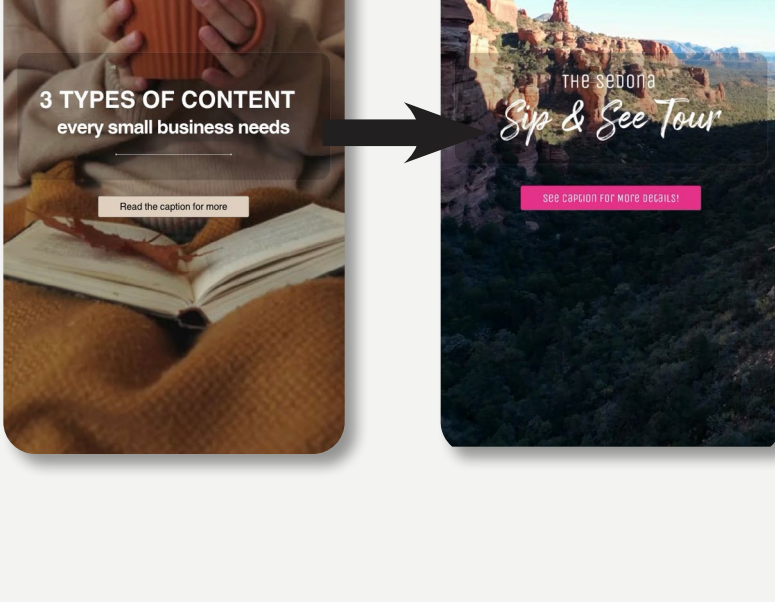 3 TYPES OF CONTENT
every small business needs
Read the caption for more
THE SEDONA
Sip & See Tour
See Caption For More Details!